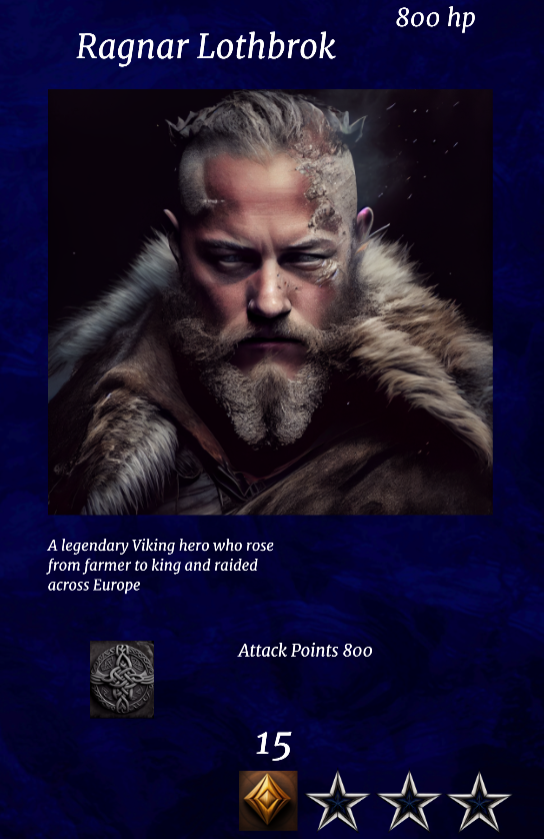 800 hp
Ragnar Lothbrok
A legendary Viking hero who rose
from farmer to king and raided
across Europe
Attack Points 800
15